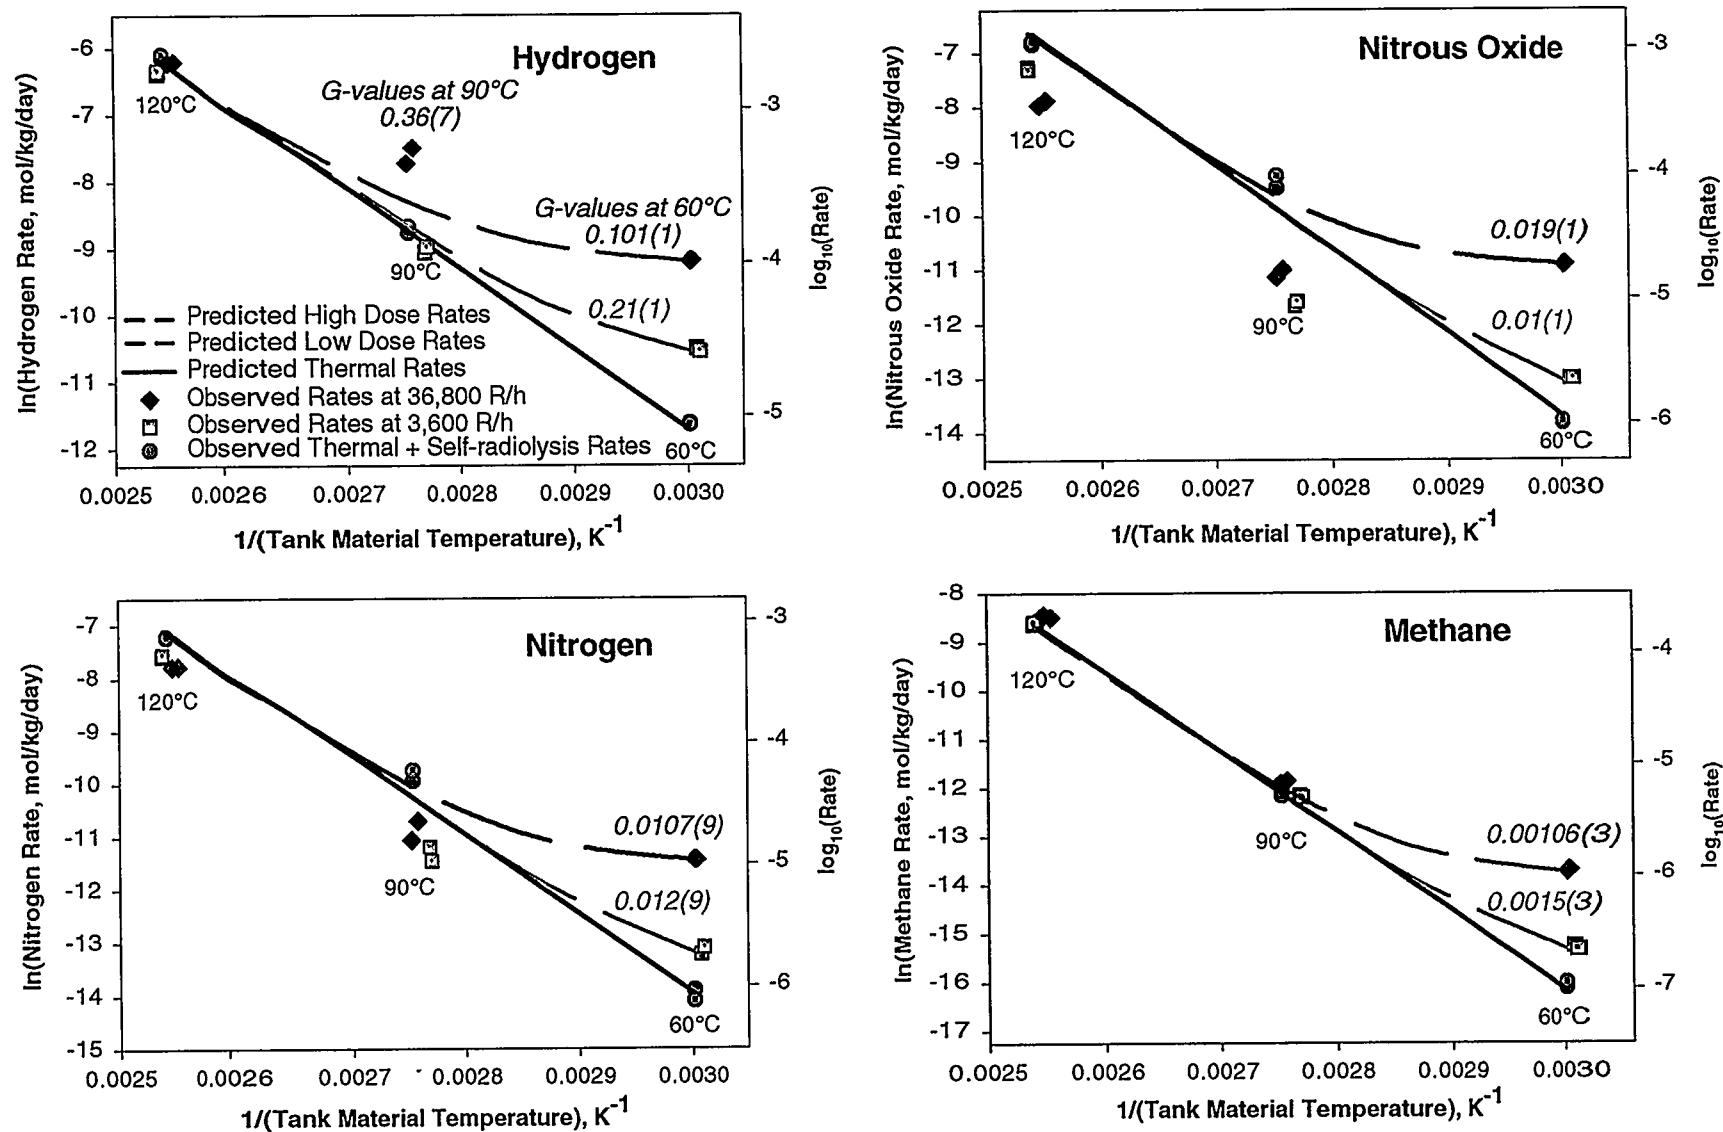 Hydrogen
ln(Hydrogen Rate, mol/kg/day)
-6
-7
-8
-9
-10
-11
-12
-3
-4
-5
log10(Rate)
120°C
G-values at 90°C
0.36(7)
G-values at 60°C
0.101(1)
90°C
0.21(1)
Predicted High Dose Rates
Predicted Low Dose Rates
Predicted Thermal Rates
Observed Rates at 36,800 R/h
Observed Rates at 3,600 R/h
Observed Thermal + Self-radiolysis Rates
60°C
0.0025 0.0026 0.0027 0.0028 0.0029 0.0030
1/(Tank Material Temperature), K-1
Nitrous Oxide
ln(Nitrous Oxide Rate, mol/kg/day)
-7
-8
-9
-10
-11
-12
-13
-14
-3
-4
-5
-6
log10(Rate)
120°C
0.019(1)
90°C
0.01(1)
60°C
0.0025 0.0026 0.0027 0.0028 0.0029 0.0030
1/(Tank Material Temperature), K-1
Nitrogen
ln(Nitrogen Rate, mol/kg/day)
-7
-8
-9
-10
-11
-12
-13
-14
-15
-3
-4
-5
-6
log10(Rate)
120°C
0.0107(9)
90°C
0.012(9)
60°C
0.0025 0.0026 0.0027 0.0028 0.0029 0.0030
1/(Tank Material Temperature), K-1
Methane
ln(Methane Rate, mol/kg/day)
-8
-9
-10
-11
-12
-13
-14
-15
-16
-17
-4
-5
-6
-7
log10(Rate)
120°C
90°C
0.00106(3)
0.0015(3)
60°C
0.0025 0.0026 0.0027 0.0028 0.0029 0.0030
1/(Tank Material Temperature), K-1